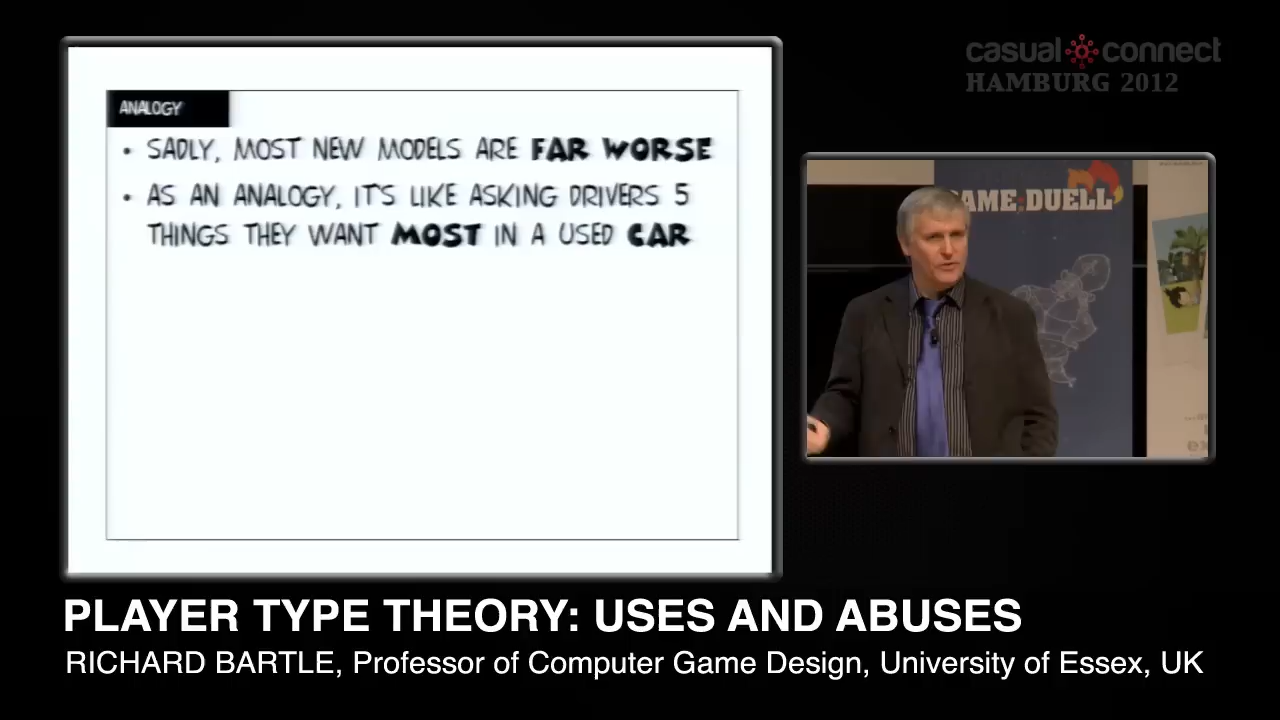 casual connect
HAMBURG 2012
ANALOGY
• SADLY, MOST NEW MODELS ARE FAR WORSE
• AS AN ANALOGY, IT'S LIKE ASKING DRIVERS 5
THINGS THEY WANT MOST IN A USED CAR
AME:DUELL
PLAYER TYPE THEORY: USES AND ABUSES
RICHARD BARTLE, Professor of Computer Game Design, University of Essex, UK